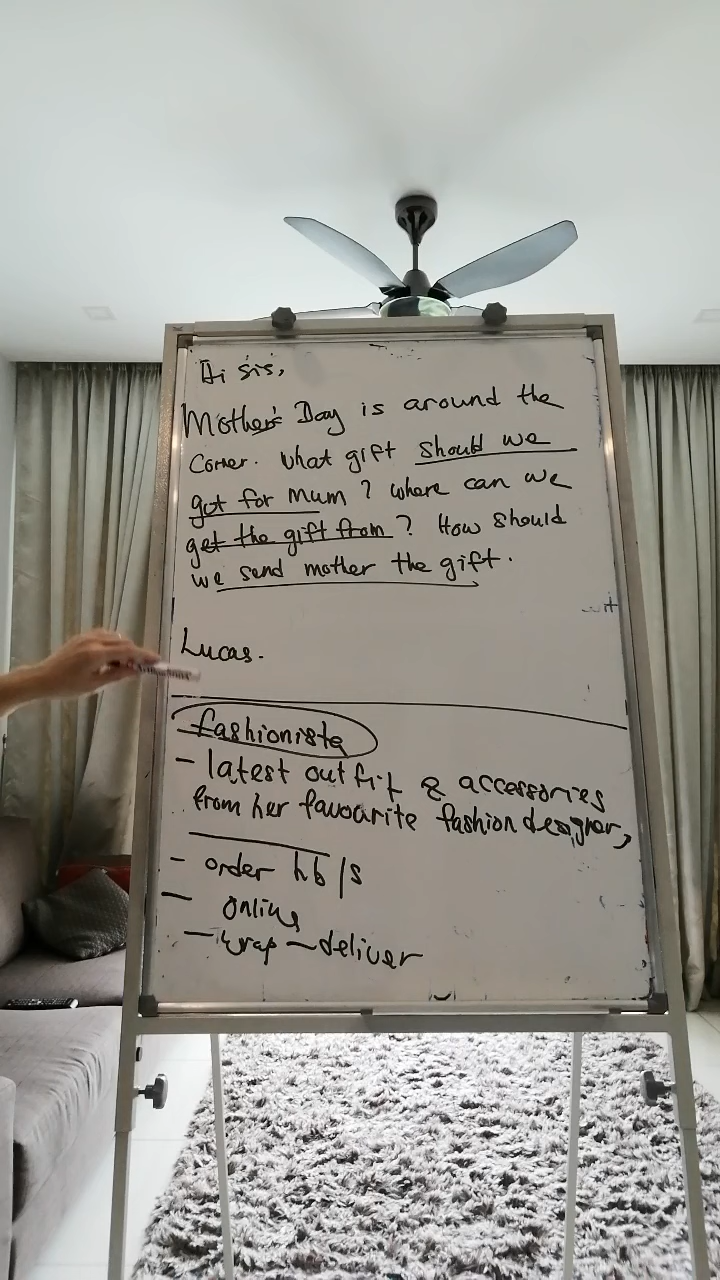 Hi sis,
Mother's Day is around the
corner. What gift should we
get for mum? Where can we
get the gift from? How should
we send mother the gift.
Lucas.
fashionista
- latest outfit & accessories
from her favourite fashion designer,
- order hb/s
- online
- wrap - deliver